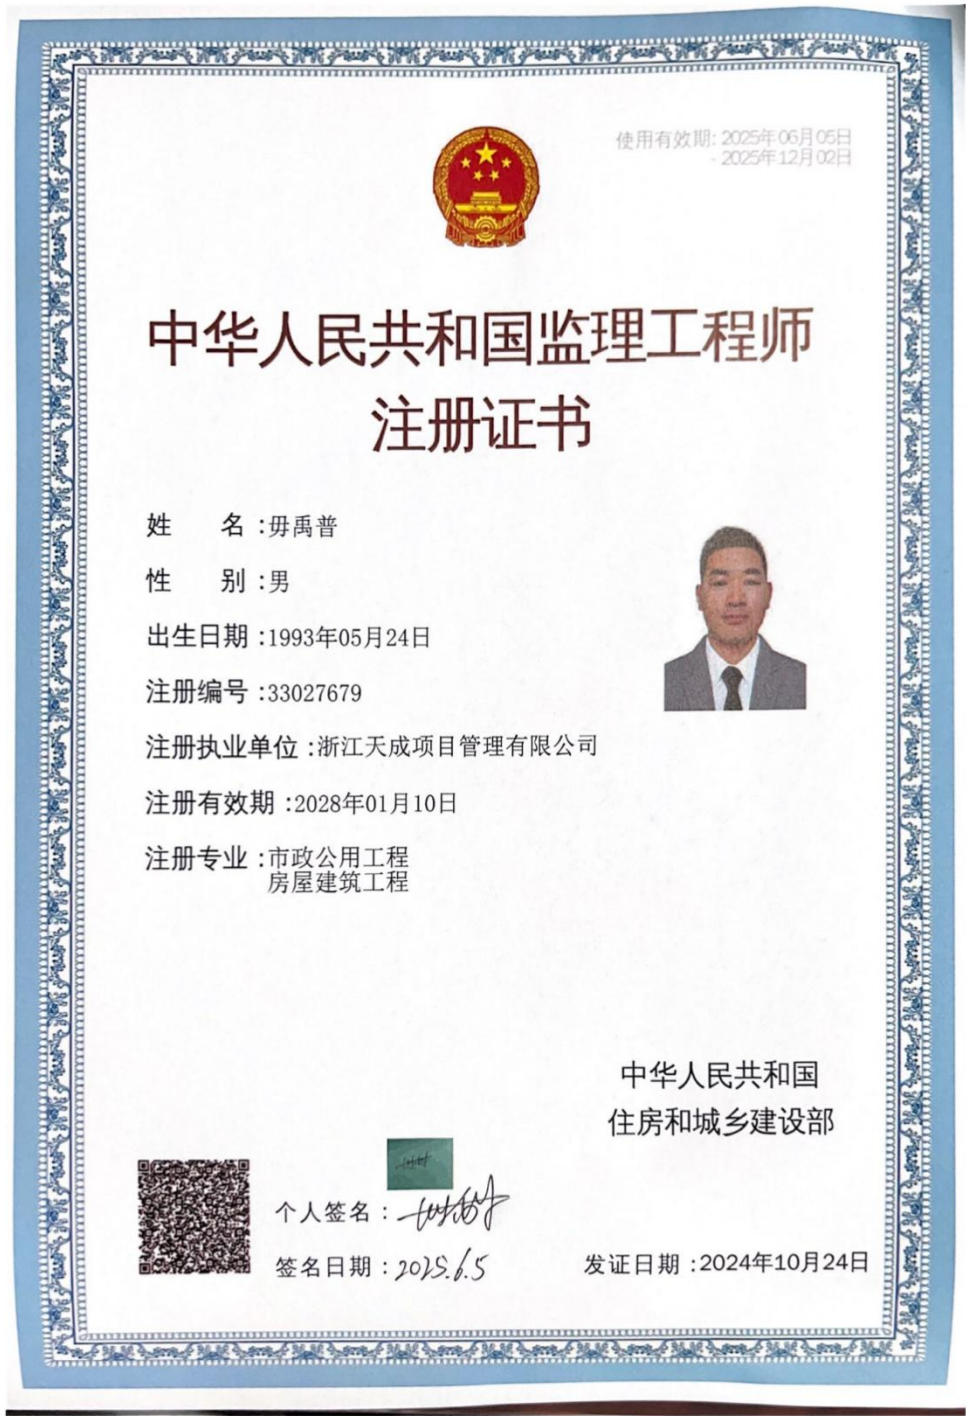 使用有效期: 2025年06月05日
- 2025年12月02日
中华人民共和国监理工程师
注册证书
姓 名:毋禹普
性 别:男
出生日期:1993年05月24日
注册编号:33027679
注册执业单位:浙江天成项目管理有限公司
注册有效期:2028年01月10日
注册专业:市政公用工程
房屋建筑工程
中华人民共和国
住房和城乡建设部
个人签名:
签名日期:2025.6.5
发证日期:2024年10月24日